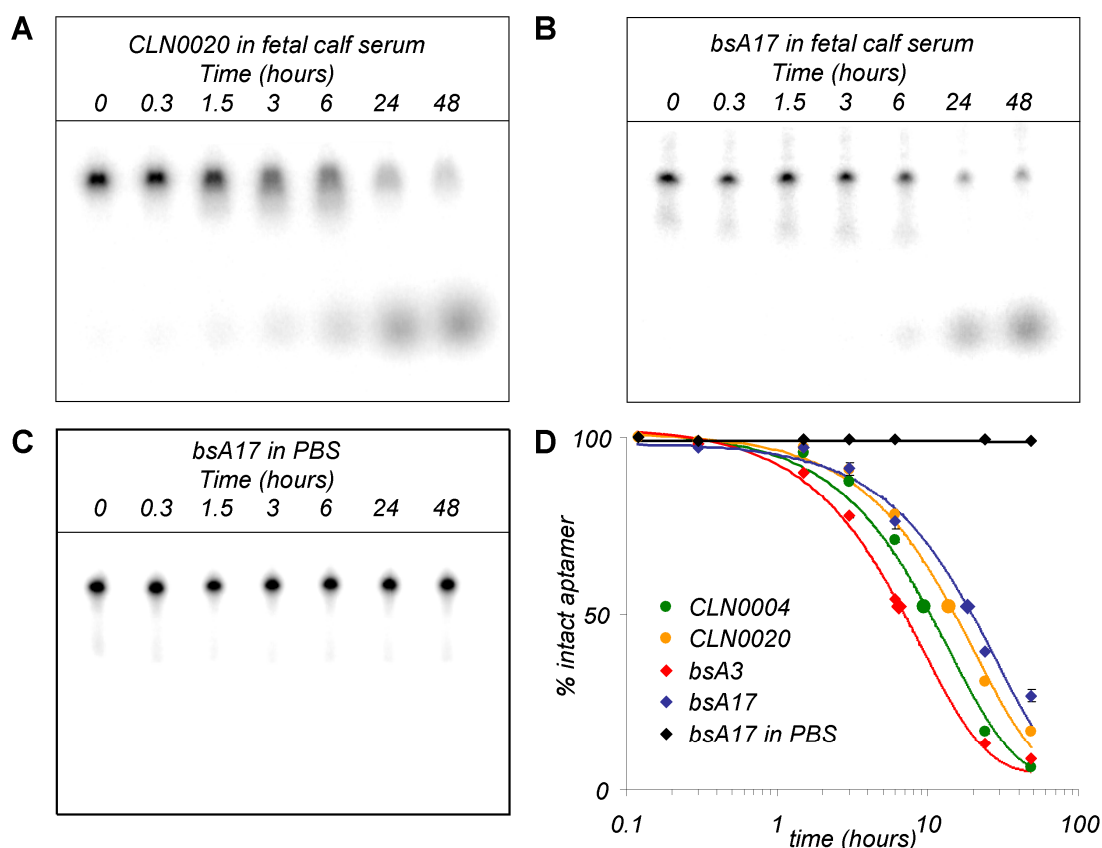 A
CLN0020 in fetal calf serum
Time (hours)
0 0.3 1.5 3 6 24 48
B
bsA17 in fetal calf serum
Time (hours)
0 0.3 1.5 3 6 24 48
C
bsA17 in PBS
Time (hours)
0 0.3 1.5 3 6 24 48
D
100
50
0
% intact aptamer
CLN0004
CLN0020
bsA3
bsA17
bsA17 in PBS
0.1 1 10 100
time (hours)